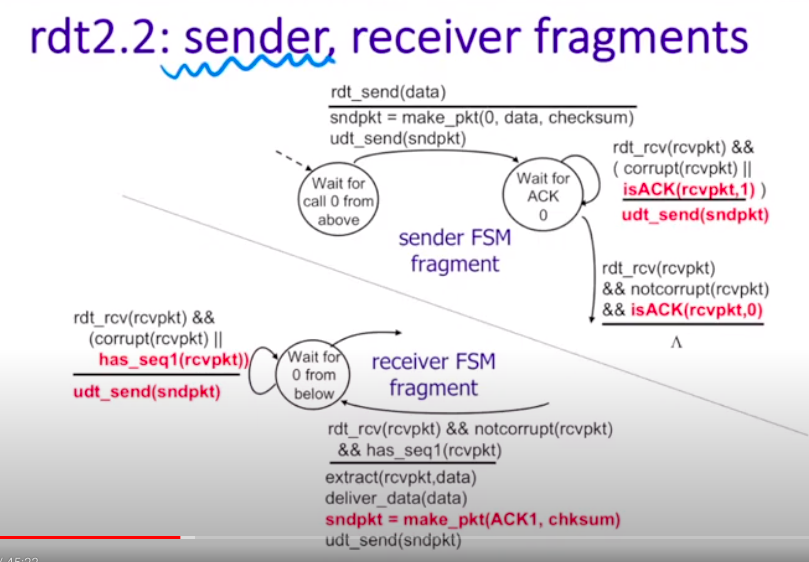 rdt2.2: sender, receiver fragments
rdt_send(data)
sndpkt = make_pkt(0, data, checksum)
udt_send(sndpkt)
Wait for
call 0 from
above
Wait for
ACK
0
rdt_rcv(rcvpkt) &&
( corrupt(rcvpkt) ||
isACK(rcvpkt,1) )
udt_send(sndpkt)
sender FSM
fragment
rdt_rcv(rcvpkt)
&& notcorrupt(rcvpkt)
&& isACK(rcvpkt,0)
Λ
rdt_rcv(rcvpkt) &&
(corrupt(rcvpkt) ||
has_seq1(rcvpkt))
udt_send(sndpkt)
Wait for
0 from
below
receiver FSM
fragment
rdt_rcv(rcvpkt) && notcorrupt(rcvpkt)
&& has_seq1(rcvpkt)
extract(rcvpkt,data)
deliver_data(data)
sndpkt = make_pkt(ACK1, chksum)
udt_send(sndpkt)